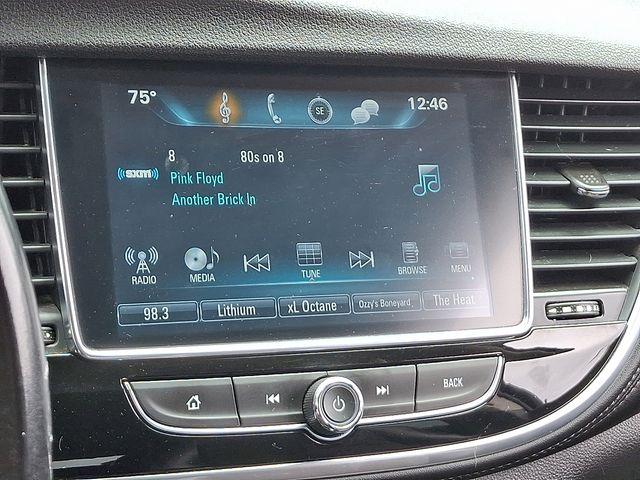 75° SE 12:46
8 80s on 8
((sxm)) Pink Floyd
Another Brick In
RADIO MEDIA TUNE BROWSE MENU
98.3 Lithium xL Octane Ozzy's Boneyard The Heat
BACK